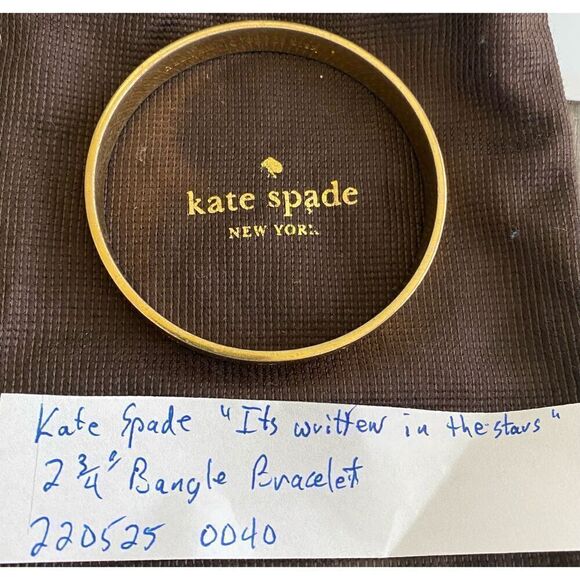 kate spade
NEW YORK
Kate Spade "Its written in the stars"
2 3/4" Bangle Bracelet
220525 0040